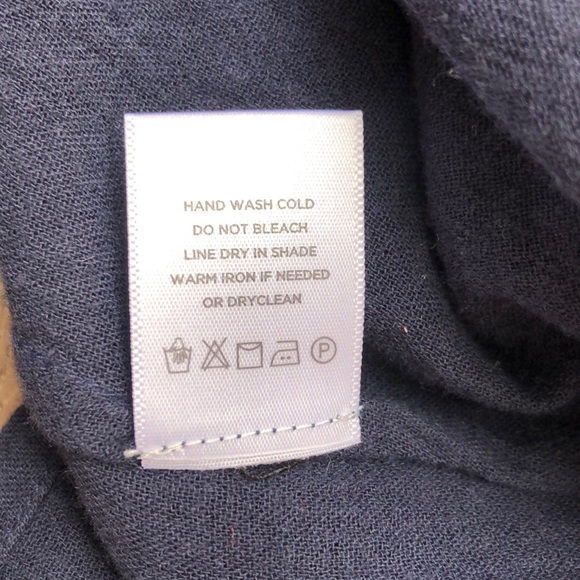 HAND WASH COLD
DO NOT BLEACH
LINE DRY IN SHADE
WARM IRON IF NEEDED
OR DRYCLEAN
P